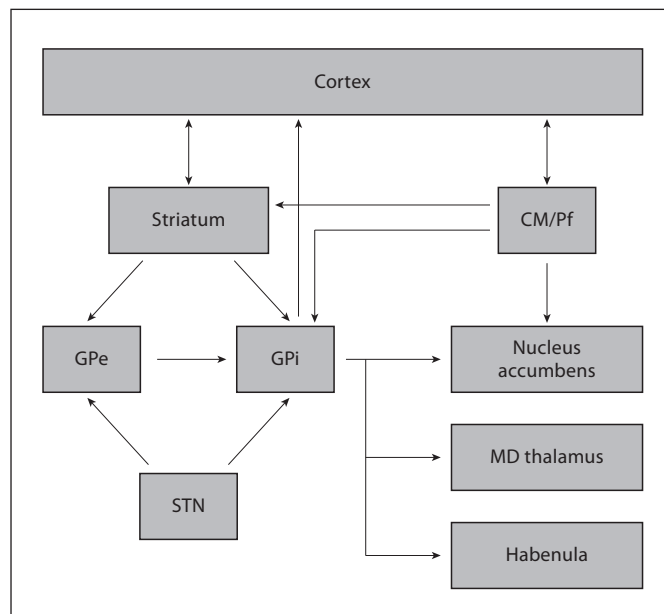 Cortex
Striatum
CM/Pf
GPe
GPi
Nucleus
accumbens
MD thalamus
STN
Habenula